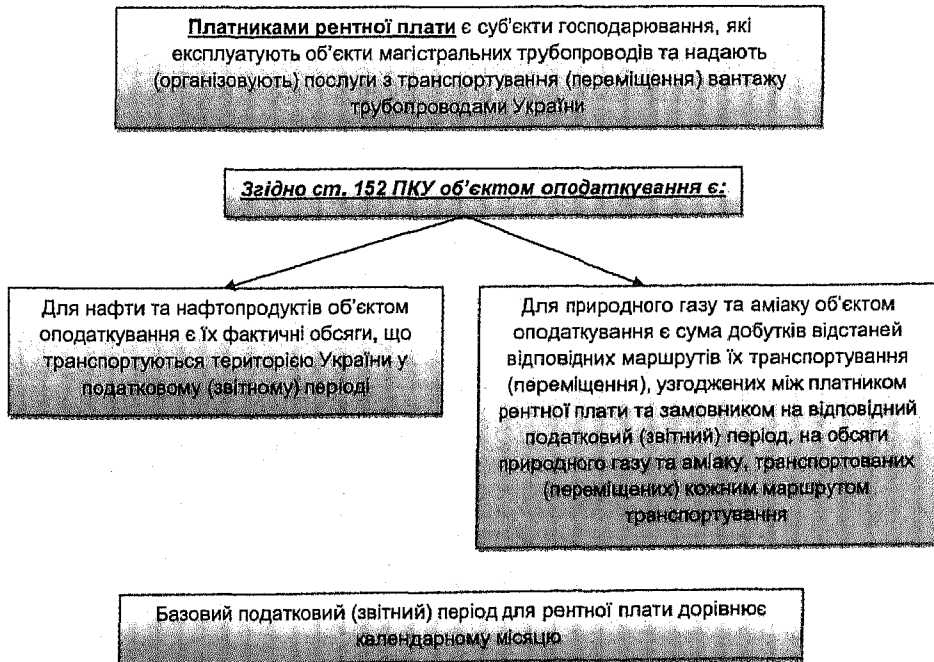 Платниками рентної плати є суб'єкти господарювання, які
експлуатують об'єкти магістральних трубопроводів та надають
(організовують) послуги з транспортування (переміщення) вантажу
трубопроводами України
Згідно ст. 152 ПКУ об'єктом оподаткування є:
Для нафти та нафтопродуктів об'єктом
оподаткування є їх фактичні обсяги, що
транспортуються територією України у
податковому (звітному) періоді
Для природного газу та аміаку об'єктом
оподаткування є сума добутків відстаней
відповідних маршрутів їх транспортування
(переміщення), узгоджених між платником
рентної плати та замовником на відповідний
податковий (звітний) період, на обсяги
природного газу та аміаку, транспортованих
(переміщених) кожним маршрутом
транспортування
Базовий податковий (звітний) період для рентної плати дорівнює
календарному місяцю